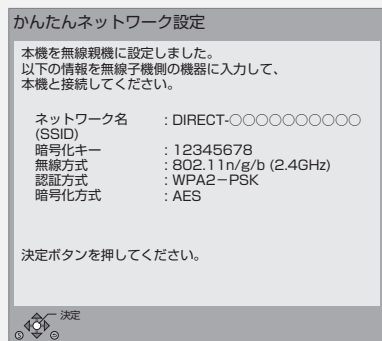 かんたんネットワーク設定
本機を無線親機に設定しました。
以下の情報を無線子機側の機器に入力して、
本機と接続してください。
ネットワーク名 : DIRECT-○○○○○○○○○○
(SSID)
暗号化キー : 12345678
無線方式 : 802.11n/g/b (2.4GHz)
認証方式 : WPA2－PSK
暗号化方式 : AES
決定ボタンを押してください。
決定
S